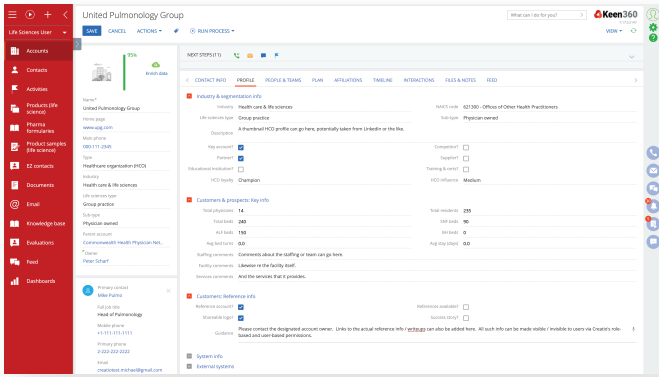 United Pulmonology Group
What can I do for you?
Keen360
SAVE CANCEL ACTIONS RUN PROCESS VIEW
Life Sciences User
Accounts
Contacts
Activities
Products (life science)
Pharma formularies
Product samples (life science)
EZ contacts
Documents
Email
Knowledge base
Evaluations
Feed
Dashboards
95%
Enrich data
Name*
United Pulmonology Group
Home page
www.upg.com
Main phone
000-111-2345
Type
Healthcare organization (HCO)
Industry
Health care & life sciences
Life sciences type
Group practice
Sub-type
Physician owned
Parent account
Commonwealth Health Physician Net...
Owner
Peter Scharf
Primary contact
Mike Pulmo
Full job title
Head of Pulmonology
Mobile phone
+1-111-111-1111
Primary phone
2-222-222-2222
Email
creatiotest.michael@gmail.com
NEXT STEPS (11)
CONTACT INFO PROFILE PEOPLE & TEAMS PLAN AFFILIATIONS TIMELINE INTERACTIONS FILES & NOTES FEED
Industry & segmentation info
Industry Health care & life sciences
NAICS code 621390 - Offices of Other Health Practitioners
Life sciences type Group practice
Sub-type Physician owned
Description A thumbnail HCO profile can go here, potentially taken from LinkedIn or the like.
Key account?
Competitor?
Partner?
Supplier?
Educational institution?
Training & certs?
HCO loyalty Champion
HCO influence Medium
Customers & prospects: Key info
Total physicians 14
Total residents 235
Total beds 240
SNF beds 90
ALF beds 150
IRH beds 0
Avg bed turns 0.0
Avg stay (days) 0.0
Staffing comments Comments about the staffing or team can go here.
Facility comments Likewise re the facility itself.
Services comments And the services that it provides.
Customers: Reference info
Reference account?
References available?
Shareable logo?
Success story?
Guidance Please contact the designated account owner. Links to the actual reference info / writeups can also be added here. All such info can be made visible / invisible to users via Creatio's role-
based and user-based permissions.
System info
External systems